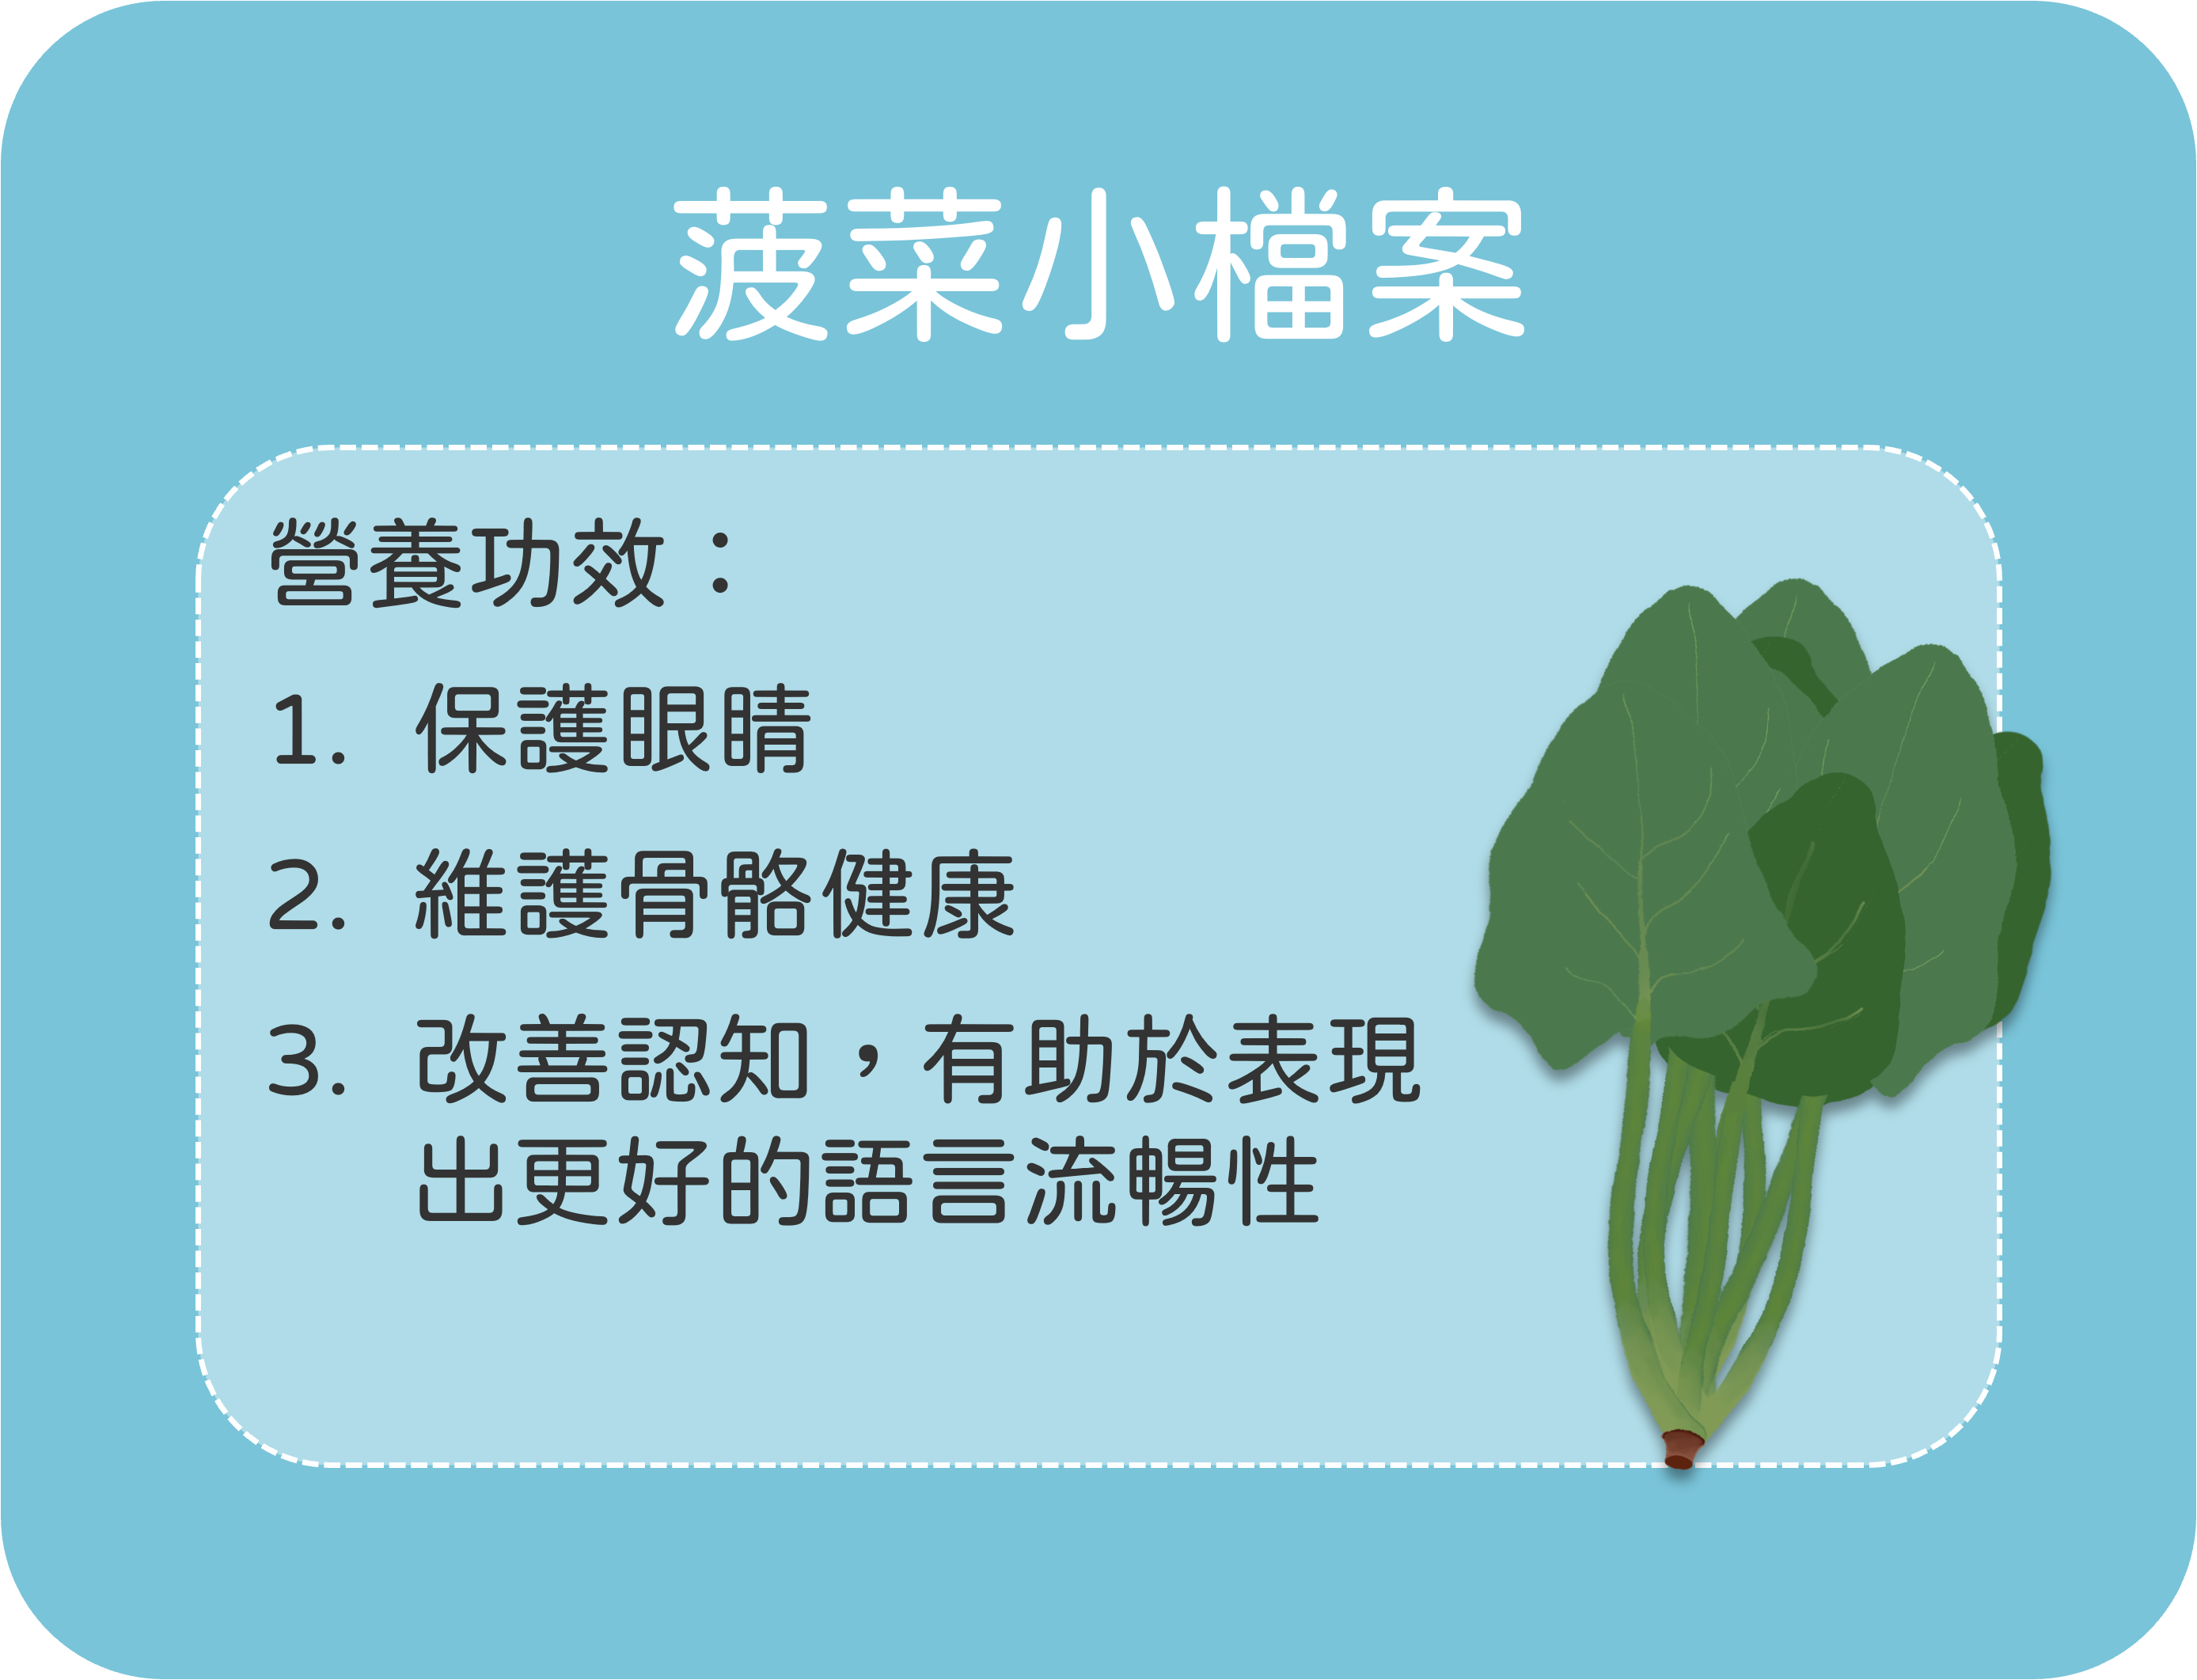 菠菜小檔案
營養功效：
1. 保護眼睛
2. 維護骨骼健康
3. 改善認知，有助於表現
出更好的語言流暢性